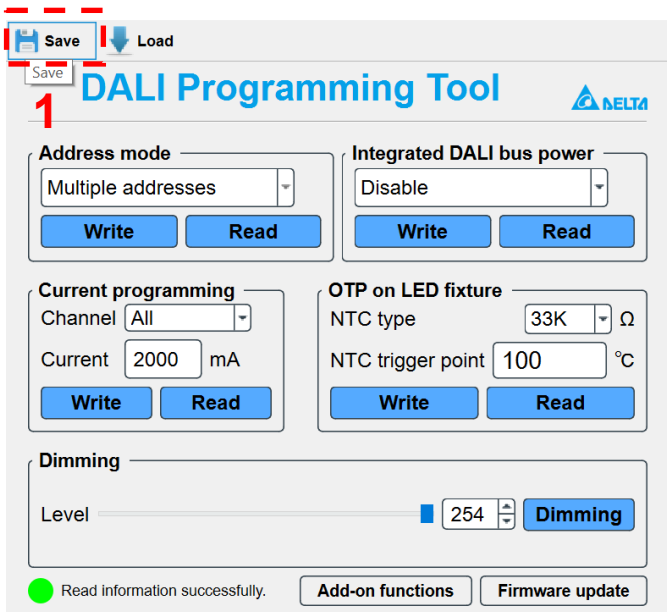 Save Load
Save
1
DALI Programming Tool
DELTA
Address mode
Multiple addresses
Write Read
Integrated DALI bus power
Disable
Write Read
Current programming
Channel All
Current 2000 mA
Write Read
OTP on LED fixture
NTC type 33K Ω
NTC trigger point 100 °C
Write Read
Dimming
Level 254 Dimming
Read information successfully. Add-on functions Firmware update